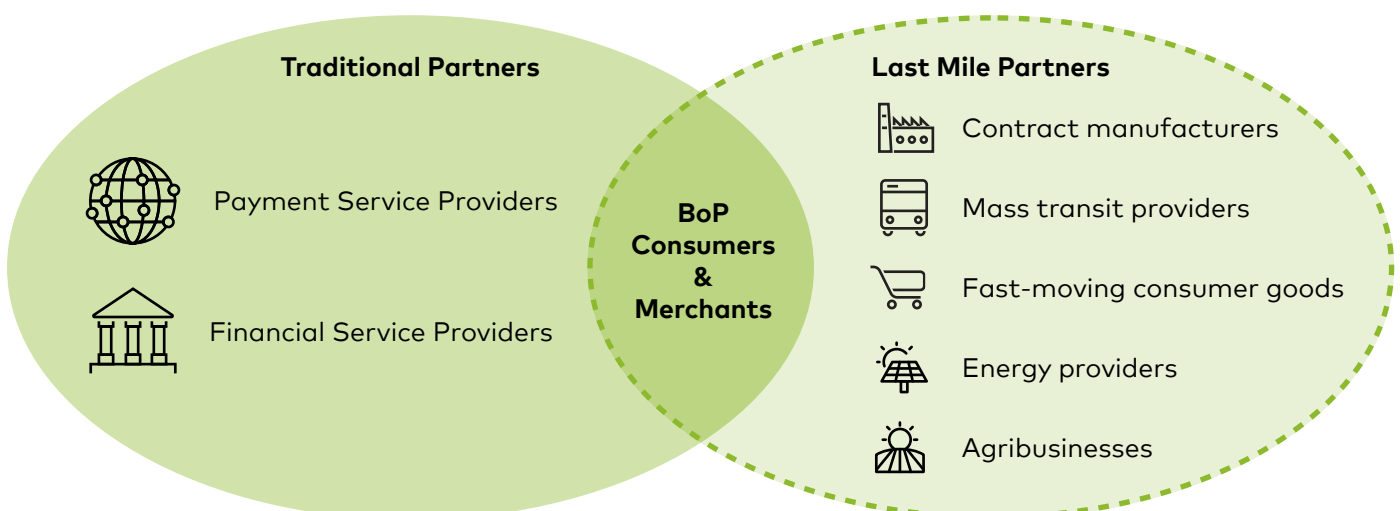 Traditional Partners
Payment Service Providers
Financial Service Providers
BoP
Consumers
&
Merchants
Last Mile Partners
Contract manufacturers
Mass transit providers
Fast-moving consumer goods
Energy providers
Agribusinesses